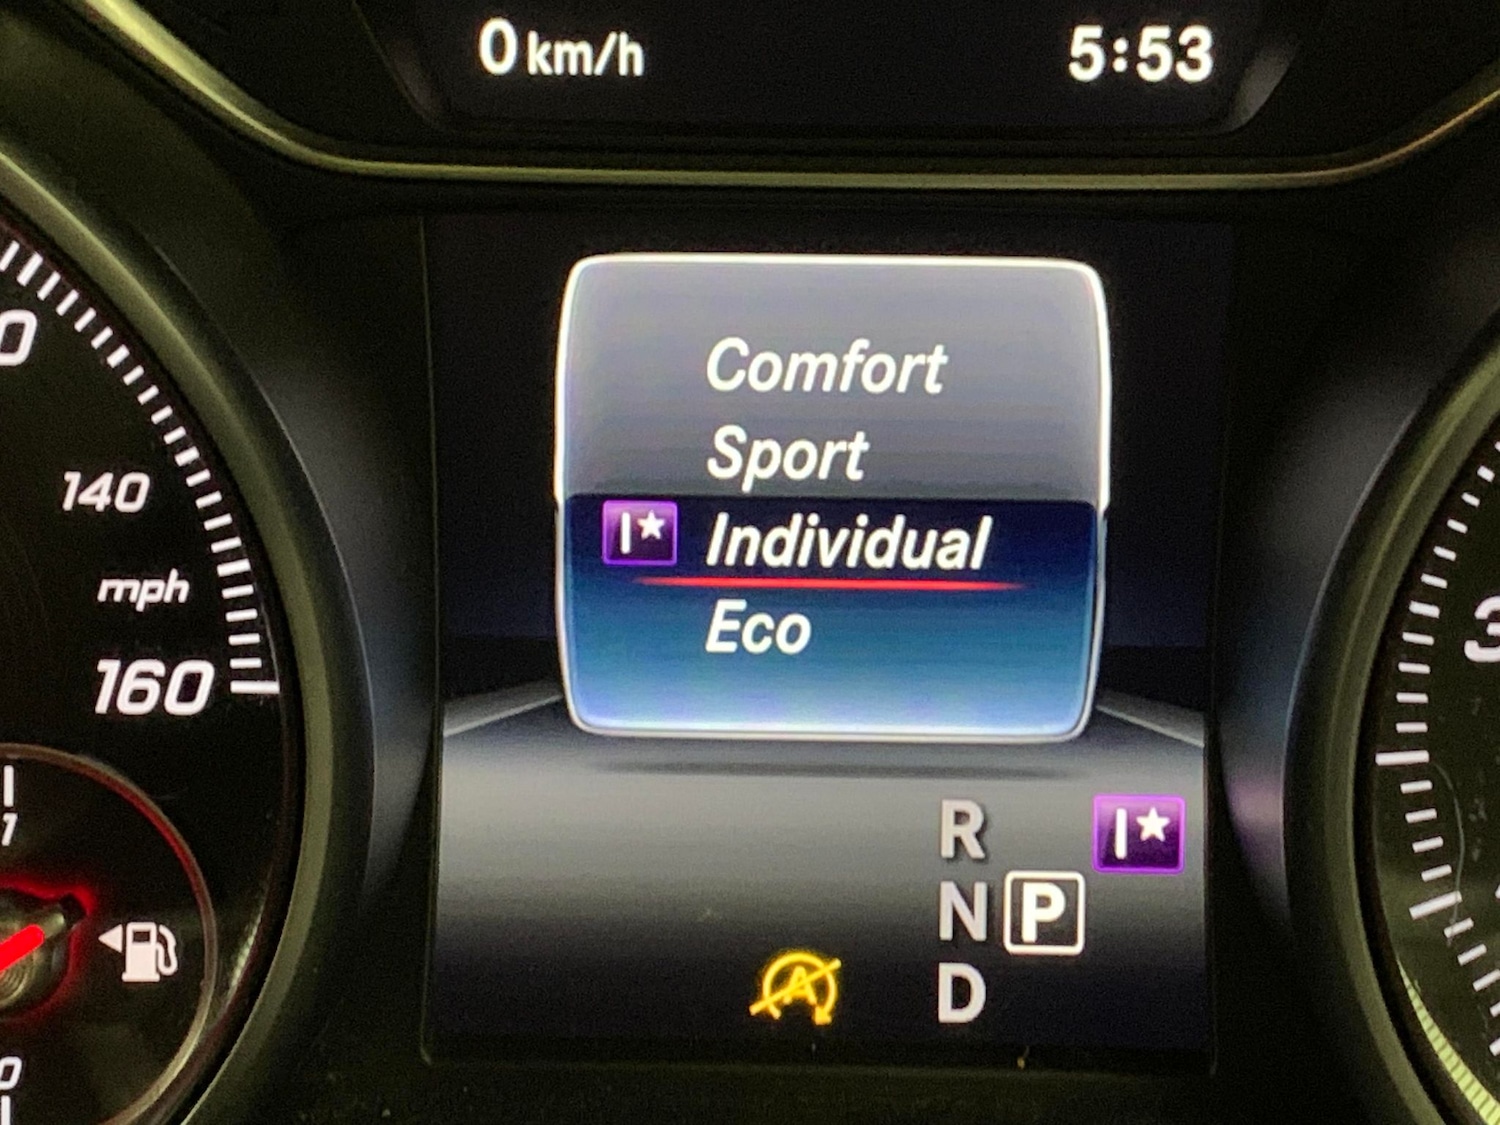 0 km/h 5:53
Comfort
Sport
I Individual
Eco
140
mph
160
R I
N P
A D